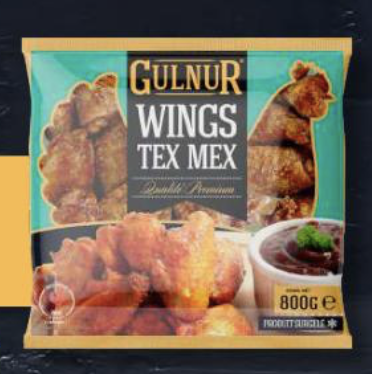 GULNUR®
WINGS
TEX MEX
Qualité Premium
800G ℮
PRODUIT SURGELÉ